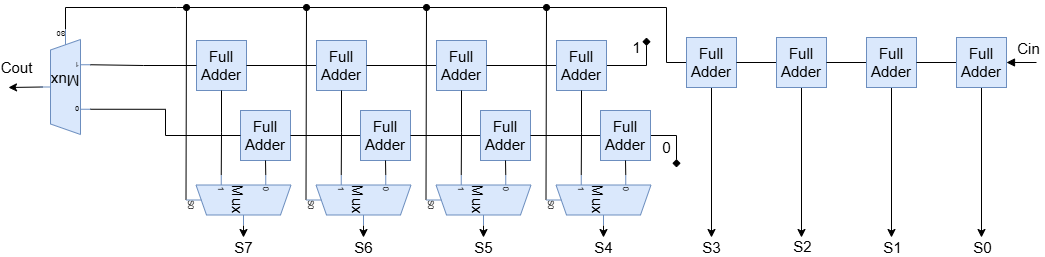 S0
1
Full
Adder
Full
Adder
Full
Adder
Full
Adder
1
Full
Adder
Full
Adder
Full
Adder
Full
Adder
Cin
Cout
Mux
0
Full
Adder
Full
Adder
Full
Adder
Full
Adder
0
1
0
1
0
1
0
1
0
S0
Mux
S0
Mux
S0
Mux
S0
Mux
S7
S6
S5
S4
S3
S2
S1
S0